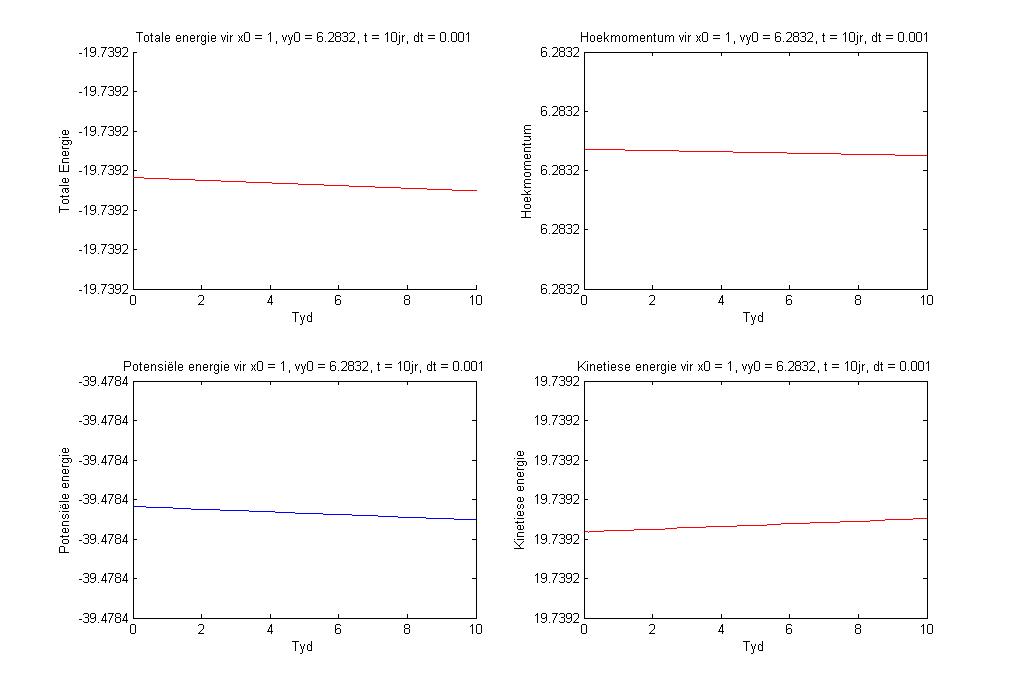 Totale energie vir x0 = 1, vy0 = 6.2832, t = 10jr, dt = 0.001
-19.7392
-19.7392
-19.7392
-19.7392
-19.7392
-19.7392
-19.7392
Totale Energie
0 2 4 6 8 10
Tyd
Hoekmomentum vir x0 = 1, vy0 = 6.2832, t = 10jr, dt = 0.001
6.2832
6.2832
6.2832
6.2832
6.2832
Hoekmomentum
0 2 4 6 8 10
Tyd
Potensiële energie vir x0 = 1, vy0 = 6.2832, t = 10jr, dt = 0.001
-39.4784
-39.4784
-39.4784
-39.4784
-39.4784
-39.4784
-39.4784
Potensiële energie
0 2 4 6 8 10
Tyd
Kinetiese energie vir x0 = 1, vy0 = 6.2832, t = 10jr, dt = 0.001
19.7392
19.7392
19.7392
19.7392
19.7392
19.7392
19.7392
Kinetiese energie
0 2 4 6 8 10
Tyd